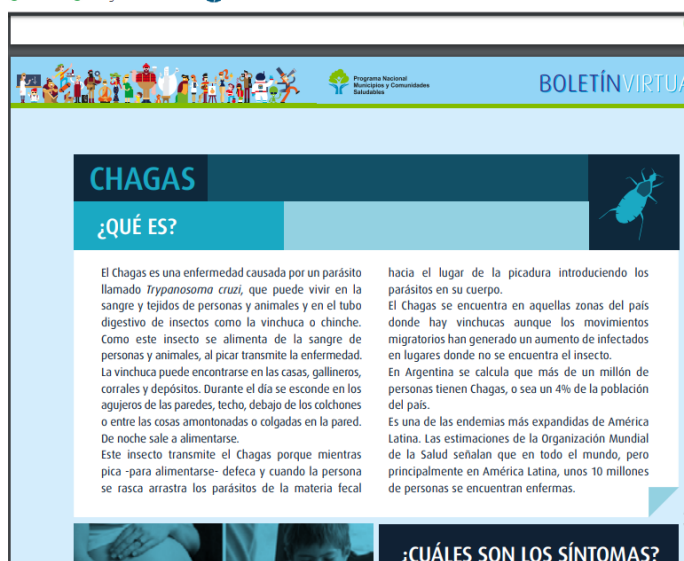 Programa Nacional
Municipios y Comunidades
Saludables
BOLETÍNVIRTUA
CHAGAS
¿QUÉ ES?
El Chagas es una enfermedad causada por un parásito
llamado Trypanosoma cruzi, que puede vivir en la
sangre y tejidos de personas y animales y en el tubo
digestivo de insectos como la vinchuca o chinche.
Como este insecto se alimenta de la sangre de
personas y animales, al picar transmite la enfermedad.
La vinchuca puede encontrarse en las casas, gallineros,
corrales y depósitos. Durante el día se esconde en los
agujeros de las paredes, techo, debajo de los colchones
o entre las cosas amontonadas o colgadas en la pared.
De noche sale a alimentarse.
Este insecto transmite el Chagas porque mientras
pica -para alimentarse- defeca y cuando la persona
se rasca arrastra los parásitos de la materia fecal
hacia el lugar de la picadura introduciendo los
parásitos en su cuerpo.
El Chagas se encuentra en aquellas zonas del país
donde hay vinchucas aunque los movimientos
migratorios han generado un aumento de infectados
en lugares donde no se encuentra el insecto.
En Argentina se calcula que más de un millón de
personas tienen Chagas, o sea un 4% de la población
del país.
Es una de las endemias más expandidas de América
Latina. Las estimaciones de la Organización Mundial
de la Salud señalan que en todo el mundo, pero
principalmente en América Latina, unos 10 millones
de personas se encuentran enfermas.
¿CUÁLES SON LOS SÍNTOMAS?